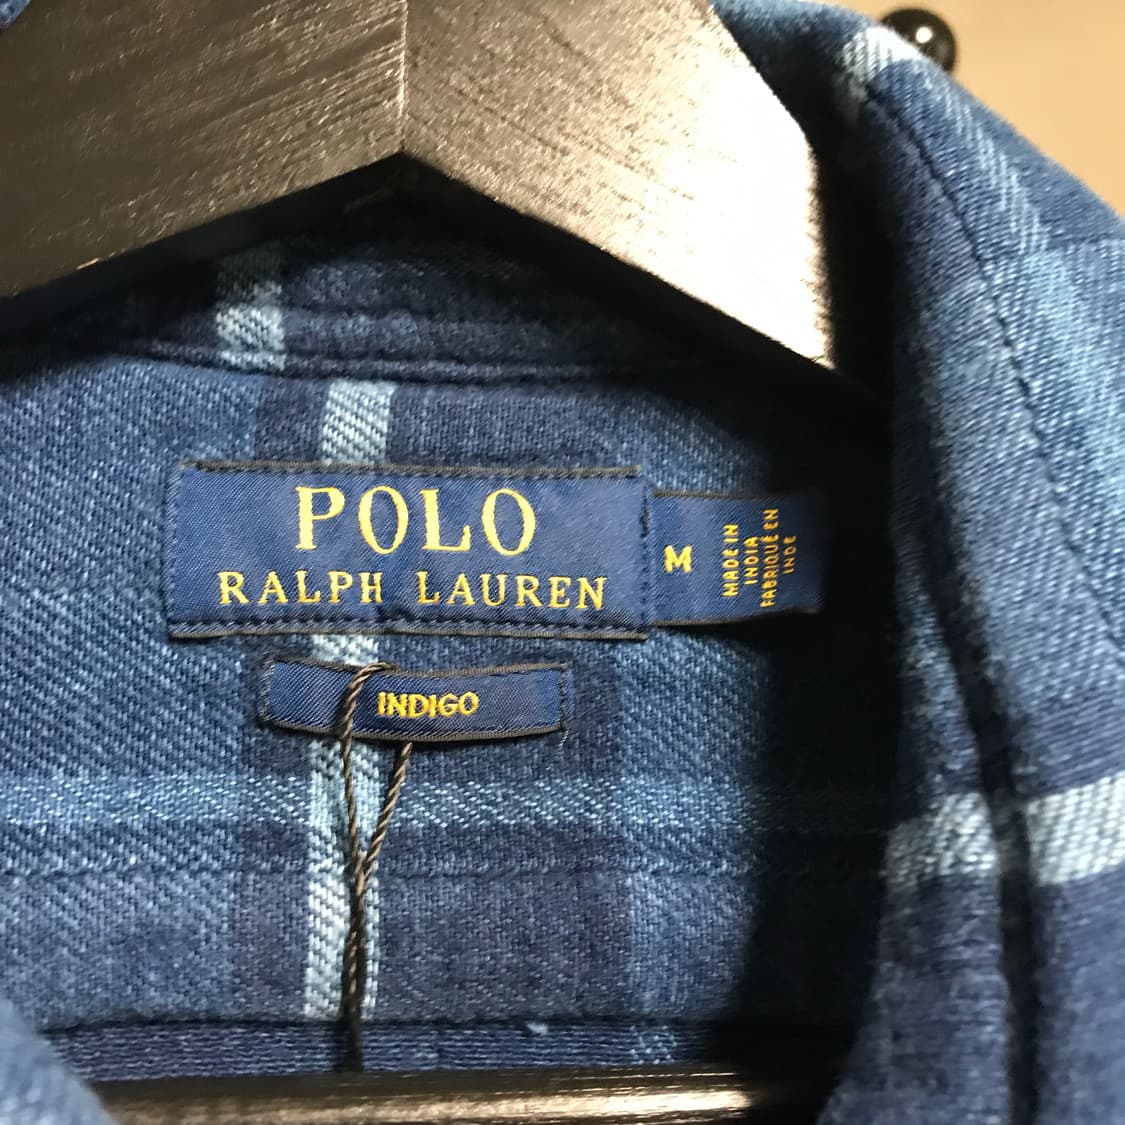 POLO
RALPH LAUREN
M
MADE IN
INDIA
FABRIQUÉ EN
INDE
INDIGO